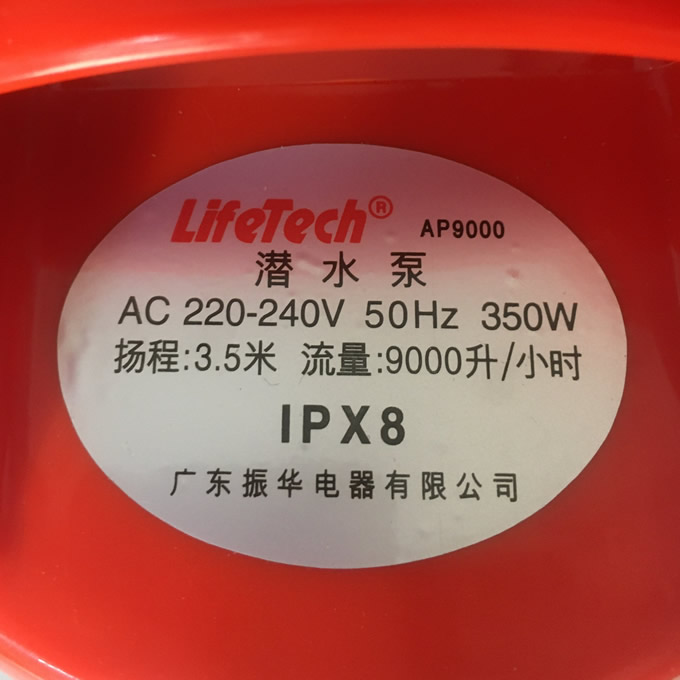 LifeTech® AP9000
潜水泵
AC 220-240V 50Hz 350W
扬程:3.5米 流量:9000升/小时
IPX8
广东振华电器有限公司